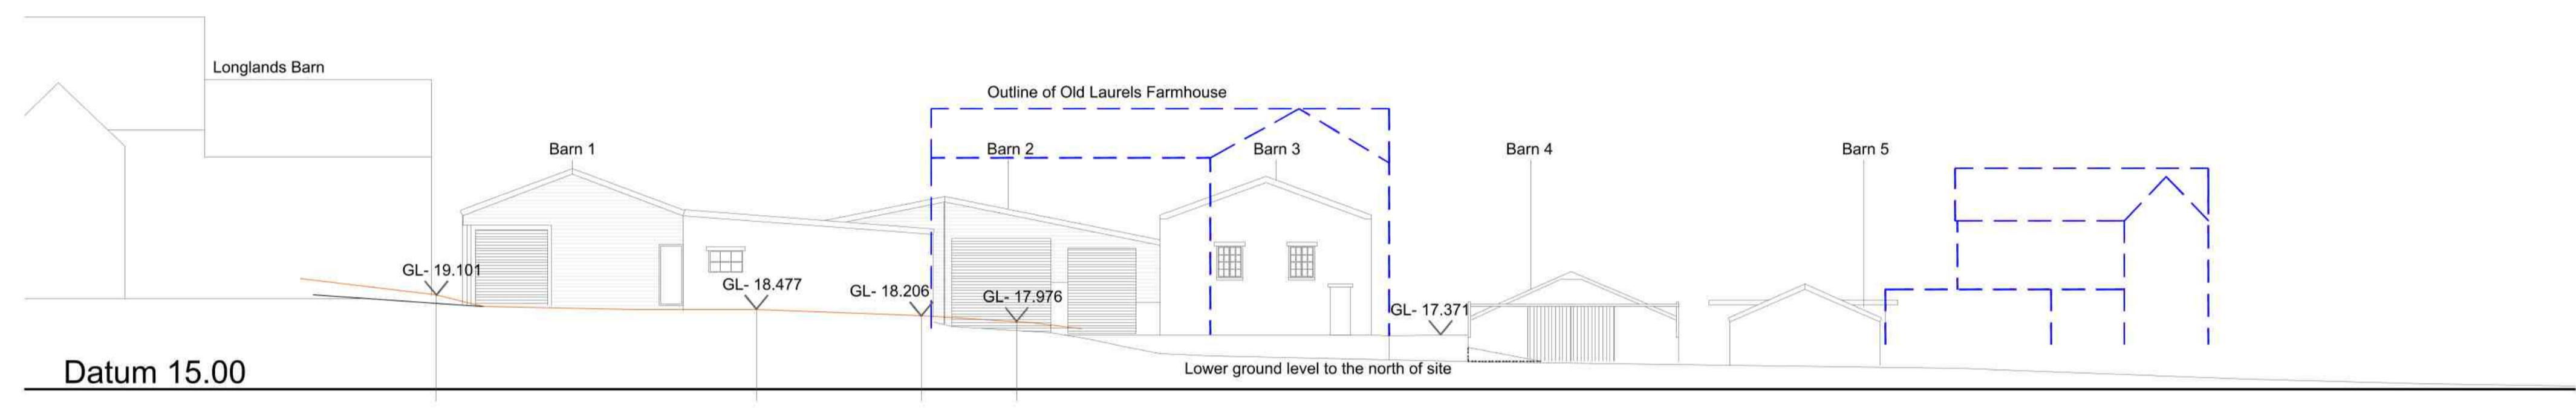 Longlands Barn
Outline of Old Laurels Farmhouse
Barn 1
Barn 2
Barn 3
Barn 4
Barn 5
GL- 19.101
GL- 18.477
GL- 18.206
GL- 17.976
GL- 17.371
Lower ground level to the north of site
Datum 15.00